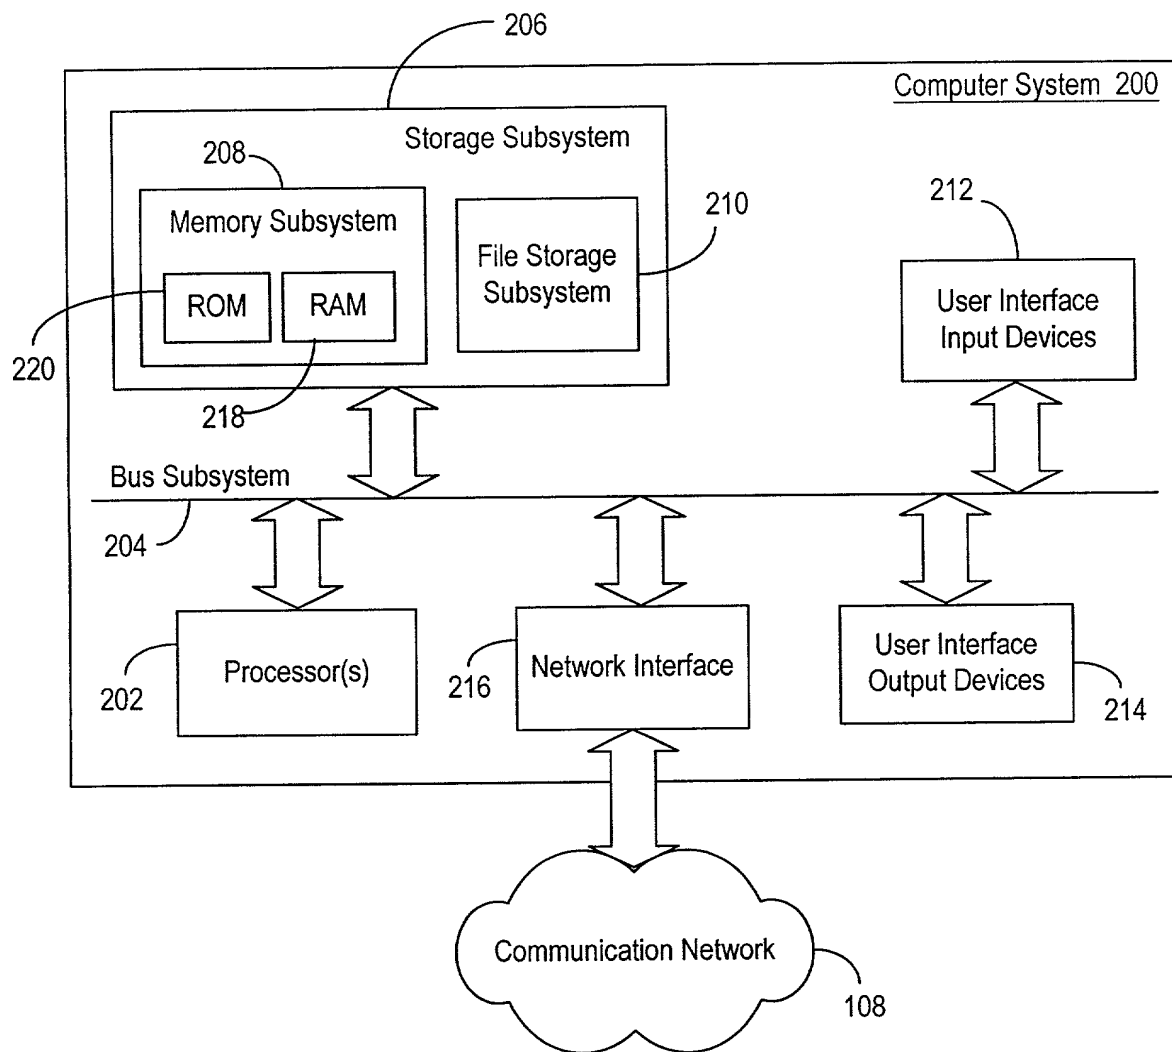 206
Computer System 200
Storage Subsystem
208
Memory Subsystem
210
212
File Storage
Subsystem
ROM
RAM
User Interface
Input Devices
220
218
Bus Subsystem
204
Processor(s)
202
Network Interface
216
User Interface
Output Devices
214
Communication Network
108